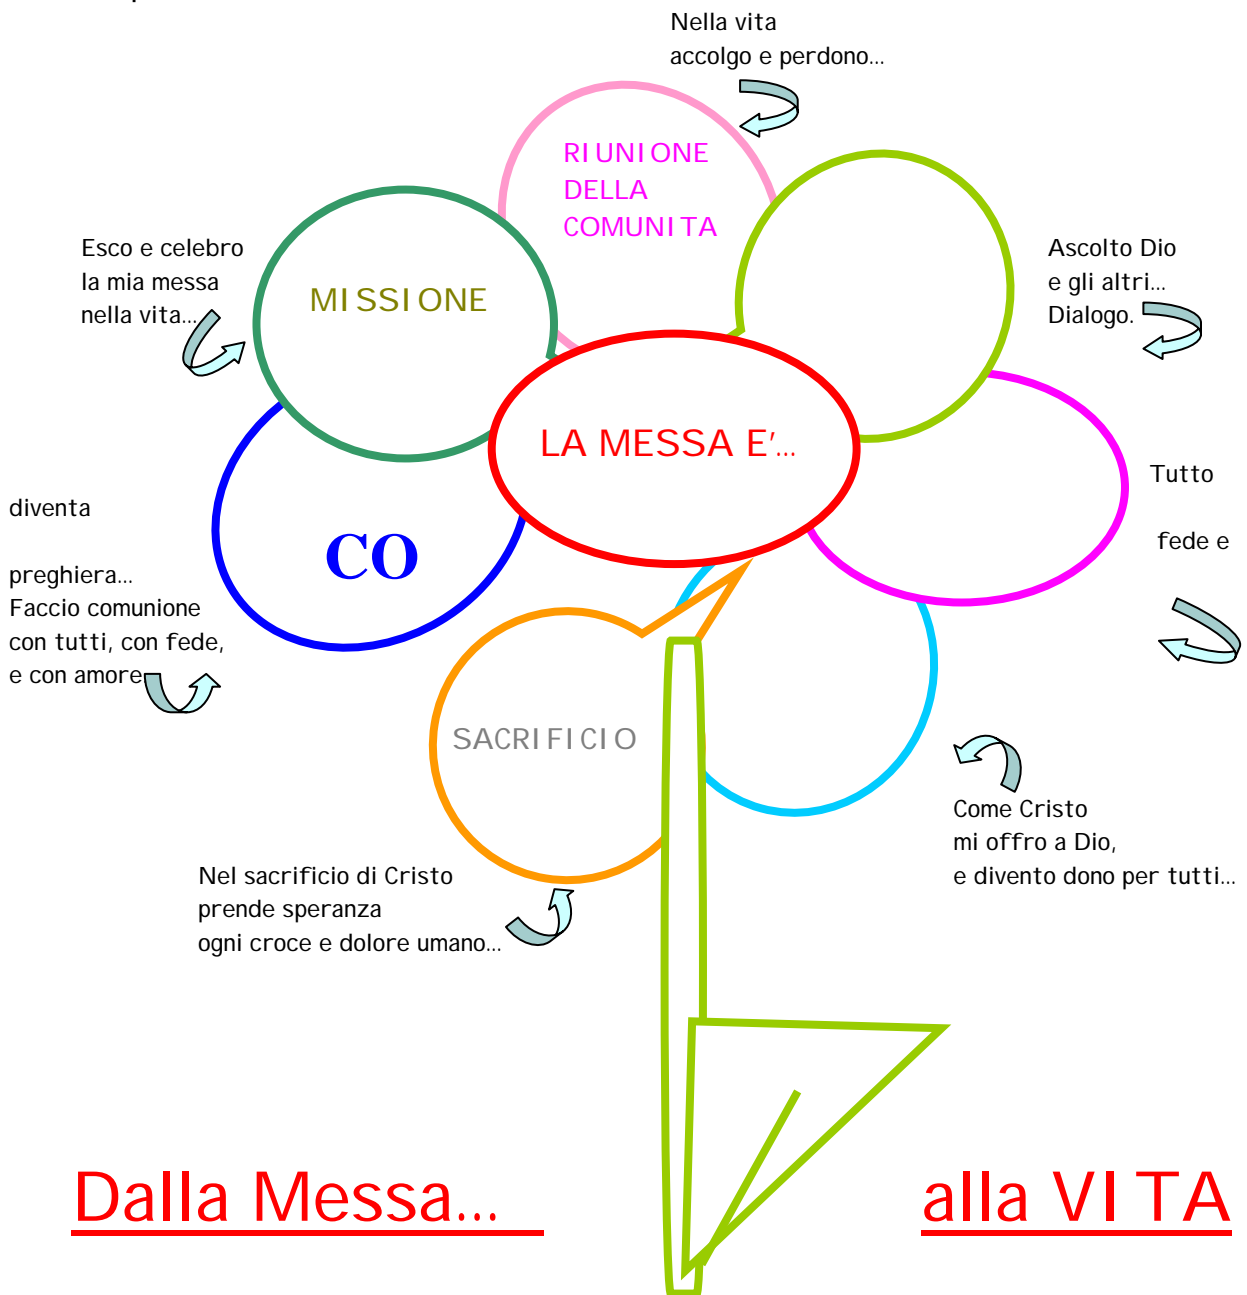 Nella vita
accolgo e perdono...
RIUNIONE
DELLA
COMUNITA
Esco e celebro
la mia messa
nella vita...
MISSIONE
Ascolto Dio
e gli altri...
Dialogo.
LA MESSA E'...
Tutto
diventa
fede e
CO
preghiera...
Faccio comunione
con tutti, con fede,
e con amore
SACRIFICIO
Come Cristo
mi offro a Dio,
e divento dono per tutti...
Nel sacrificio di Cristo
prende speranza
ogni croce e dolore umano...
Dalla Messa... alla VITA